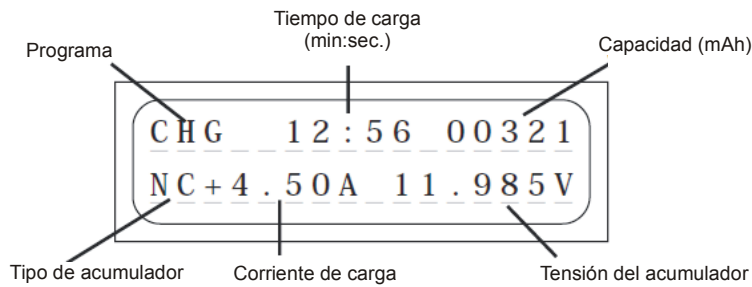 Tiempo de carga
(min:sec.)
Programa
Capacidad (mAh)
CHG 12:56 00321
NC+4.50A 11.985V
Tipo de acumulador
Corriente de carga
Tensión del acumulador